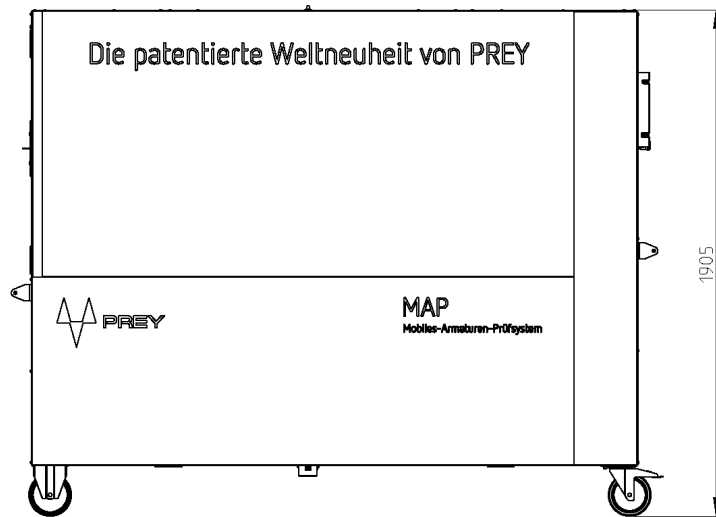 Die patentierte Weltneuheit von PREY
1905
PREY
MAP
Mobiles-Armaturen-Prüfsystem